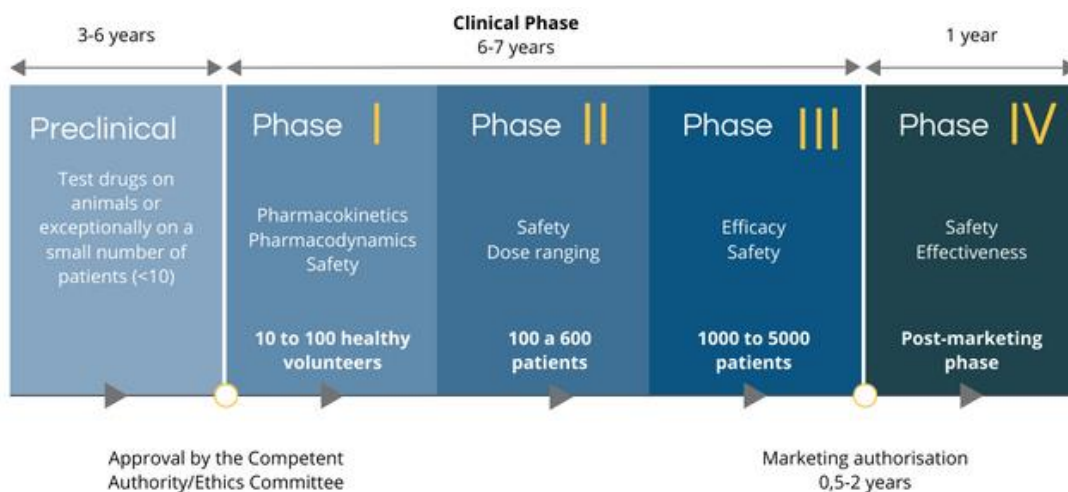 3-6 years
Clinical Phase
6-7 years
1 year
Preclinical
Test drugs on
animals or
exceptionally on a
small number of
patients (<10)
Phase I
Pharmacokinetics
Pharmacodynamics
Safety
10 to 100 healthy
volunteers
Phase II
Safety
Dose ranging
100 a 600
patients
Phase III
Efficacy
Safety
1000 to 5000
patients
Phase IV
Safety
Effectiveness
Post-marketing
phase
Approval by the Competent
Authority/Ethics Committee
Marketing authorisation
0,5-2 years